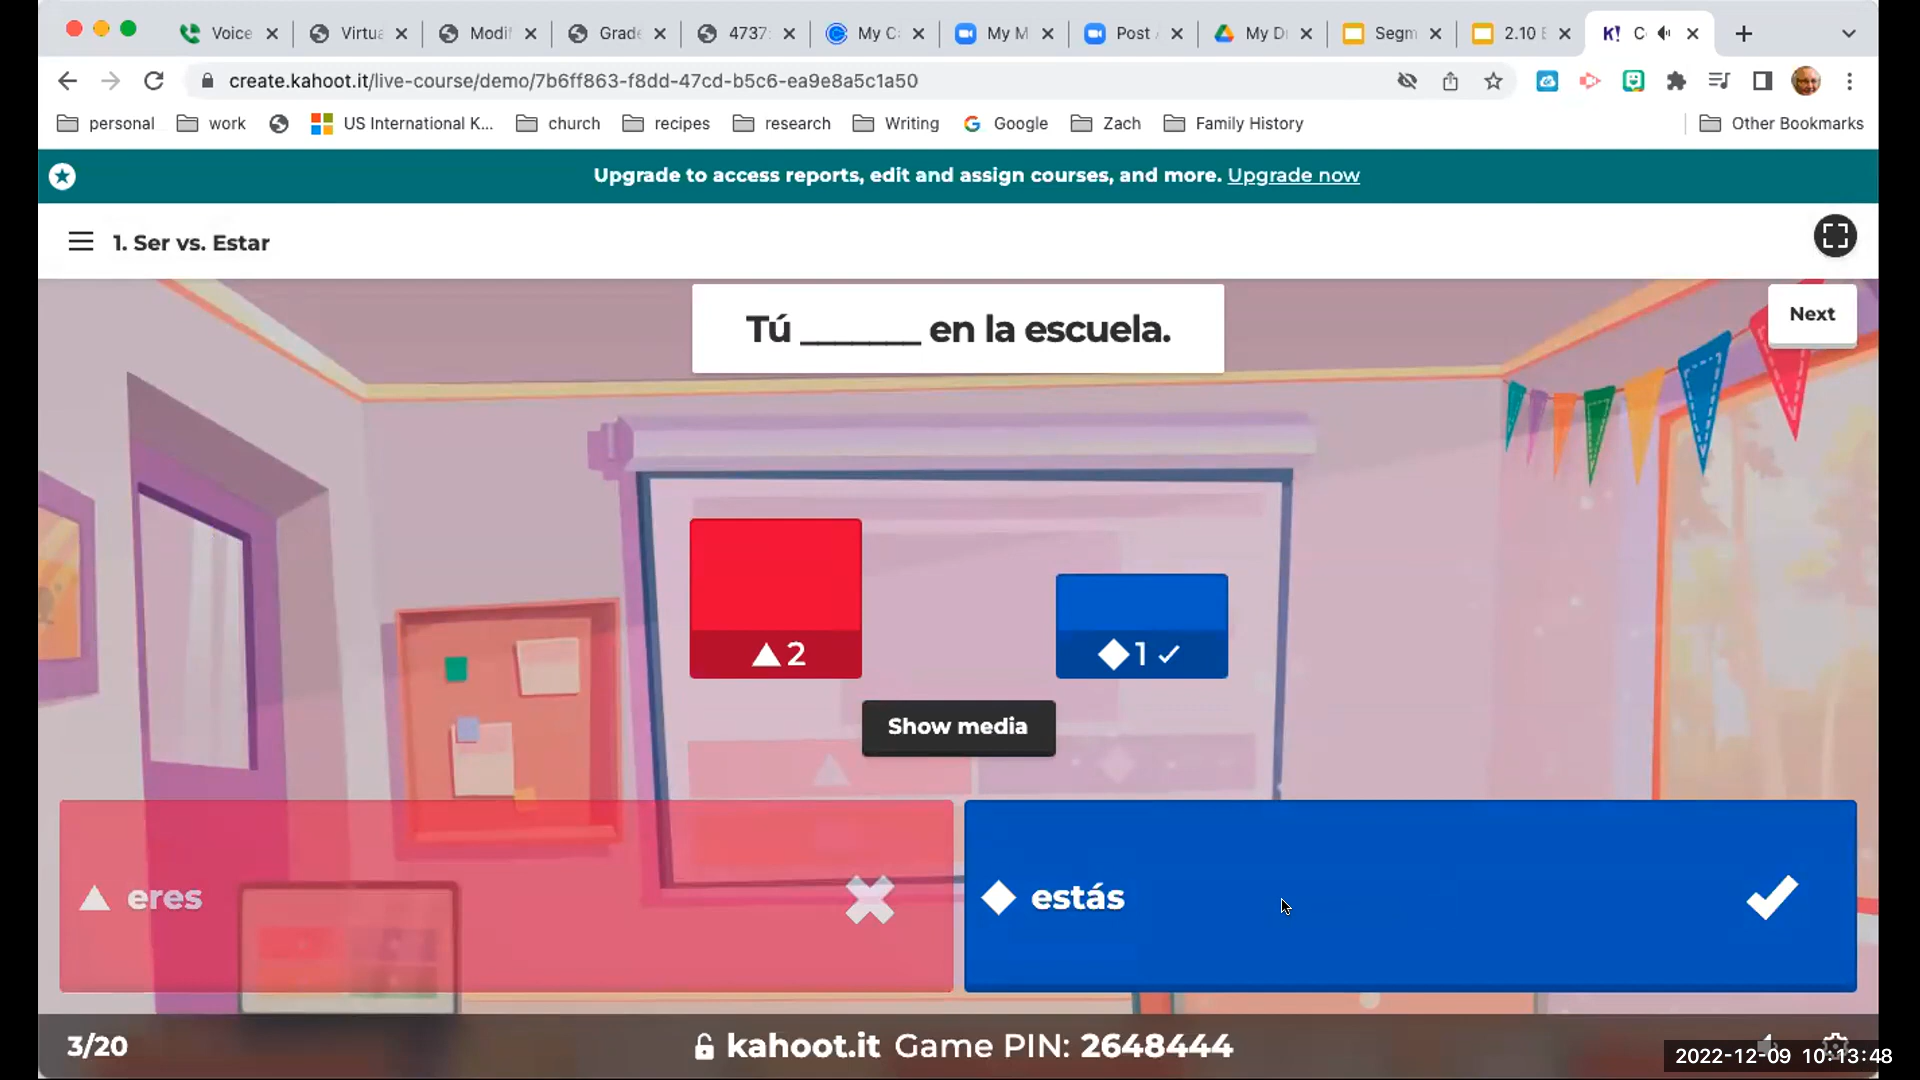 Voice
Virtua
Modif
Grade
4737
My C
My M
Post
My D
Segm
2.10 E
K! C
create.kahoot.it/live-course/demo/7b6ff863-f8dd-47cd-b5c6-ea9e8a5c1a50
personal
work
US International K...
church
recipes
research
Writing
Google
Zach
Family History
Other Bookmarks
Upgrade to access reports, edit and assign courses, and more. Upgrade now
1. Ser vs. Estar
Tú _______ en la escuela.
Next
2
1
Show media
eres
estás
3/20
kahoot.it Game PIN: 2648444
2022-12-09 10:13:48